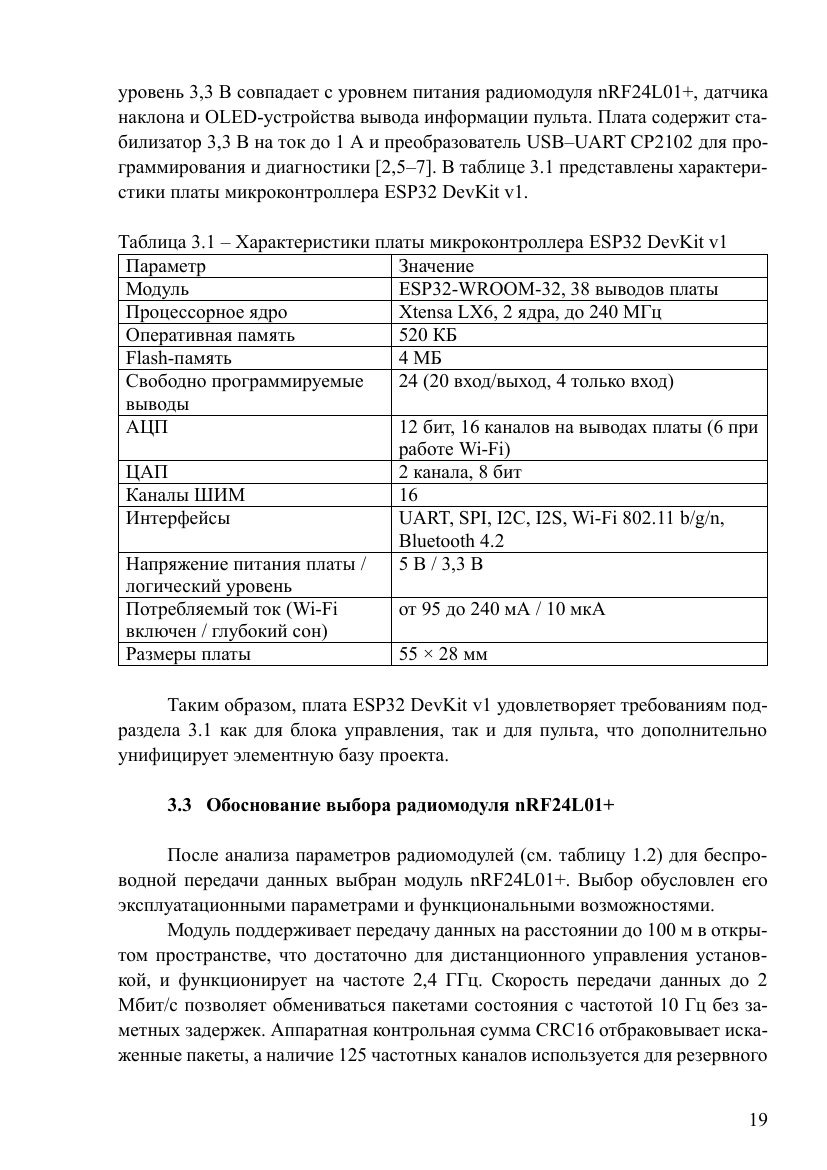 уровень 3,3 В совпадает с уровнем питания радиомодуля nRF24L01+, датчика
наклона и OLED-устройства вывода информации пульта. Плата содержит ста-
билизатор 3,3 В на ток до 1 А и преобразователь USB–UART CP2102 для про-
граммирования и диагностики [2,5–7]. В таблице 3.1 представлены характери-
стики платы микроконтроллера ESP32 DevKit v1.
Таблица 3.1 – Характеристики платы микроконтроллера ESP32 DevKit v1
Параметр Значение
Модуль ESP32-WROOM-32, 38 выводов платы
Процессорное ядро Xtensa LX6, 2 ядра, до 240 МГц
Оперативная память 520 КБ
Flash-память 4 МБ
Свободно программируемые 24 (20 вход/выход, 4 только вход)
выводы
АЦП 12 бит, 16 каналов на выводах платы (6 при
работе Wi-Fi)
ЦАП 2 канала, 8 бит
Каналы ШИМ 16
Интерфейсы UART, SPI, I2C, I2S, Wi-Fi 802.11 b/g/n,
Bluetooth 4.2
Напряжение питания платы / 5 В / 3,3 В
логический уровень
Потребляемый ток (Wi-Fi от 95 до 240 мА / 10 мкА
включен / глубокий сон)
Размеры платы 55 × 28 мм
Таким образом, плата ESP32 DevKit v1 удовлетворяет требованиям под-
раздела 3.1 как для блока управления, так и для пульта, что дополнительно
унифицирует элементную базу проекта.
3.3 Обоснование выбора радиомодуля nRF24L01+
После анализа параметров радиомодулей (см. таблицу 1.2) для беспро-
водной передачи данных выбран модуль nRF24L01+. Выбор обусловлен его
эксплуатационными параметрами и функциональными возможностями.
Модуль поддерживает передачу данных на расстоянии до 100 м в откры-
том пространстве, что достаточно для дистанционного управления установ-
кой, и функционирует на частоте 2,4 ГГц. Скорость передачи данных до 2
Мбит/с позволяет обмениваться пакетами состояния с частотой 10 Гц без за-
метных задержек. Аппаратная контрольная сумма CRC16 отбраковывает иска-
женные пакеты, а наличие 125 частотных каналов используется для резервного
19